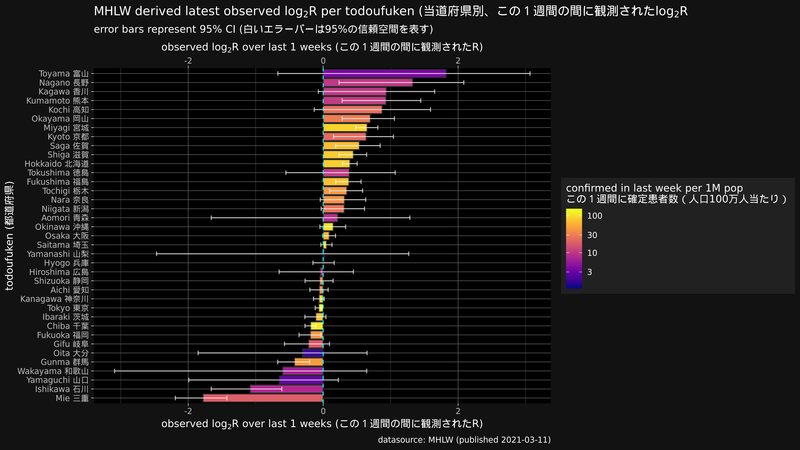 MHLW derived latest observed log₂R per todoufuken (当道府県別、この１週間の間に観測されたlog₂R
error bars represent 95% CI (白いエラーバーは95%の信頼空間を表す)
observed log₂R over last 1 weeks (この１週間の間に観測されたR)
-2 0 2
todoufuken (都道府県)
Toyama 富山
Nagano 長野
Kagawa 香川
Kumamoto 熊本
Kochi 高知
Okayama 岡山
Miyagi 宮城
Kyoto 京都
Saga 佐賀
Shiga 滋賀
Hokkaido 北海道
Tokushima 徳島
Fukushima 福島
Tochigi 栃木
Nara 奈良
Niigata 新潟
Aomori 青森
Okinawa 沖縄
Osaka 大阪
Saitama 埼玉
Yamanashi 山梨
Hyogo 兵庫
Hiroshima 広島
Shizuoka 静岡
Aichi 愛知
Kanagawa 神奈川
Tokyo 東京
Ibaraki 茨城
Chiba 千葉
Fukuoka 福岡
Gifu 岐阜
Oita 大分
Gunma 群馬
Wakayama 和歌山
Yamaguchi 山口
Ishikawa 石川
Mie 三重
-2 0 2
observed log₂R over last 1 weeks (この１週間の間に観測されたR)
confirmed in last week per 1M pop
この１週間に確定患者数 ( 人口100万人当たり )
100
30
10
3
datasource: MHLW (published 2021-03-11)